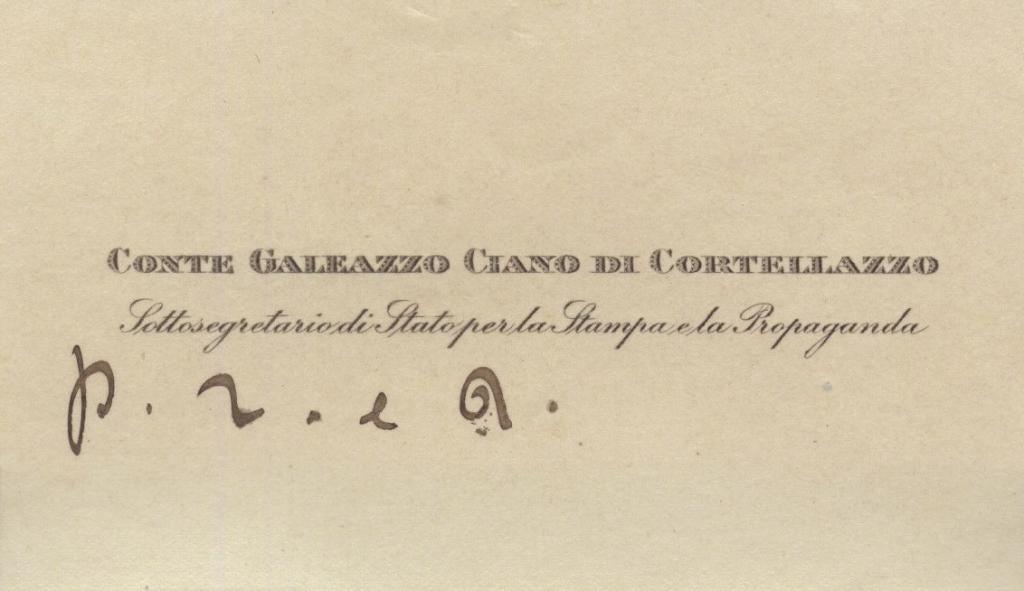 CONTE GALEAZZO CIANO DI CORTELLAZZO
Sottosegretario di Stato per la Stampa e la Propaganda
p. r. e a.